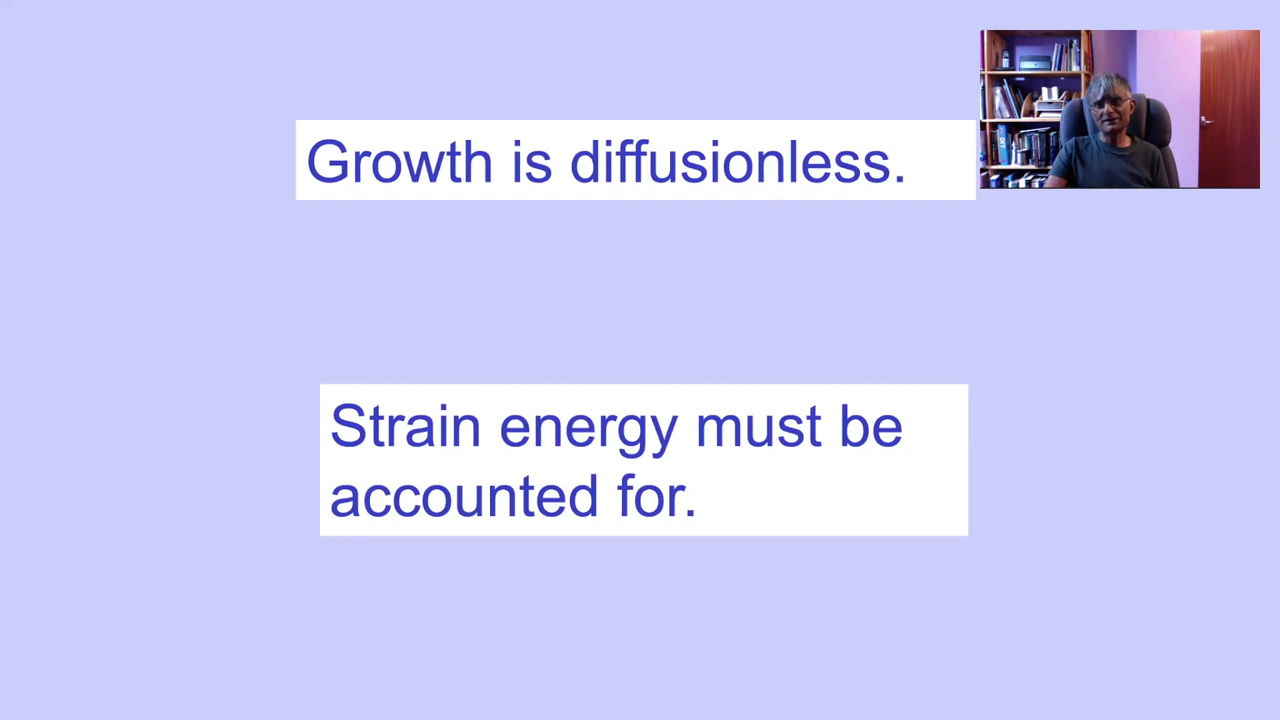 Growth is diffusionless.
Strain energy must be
accounted for.